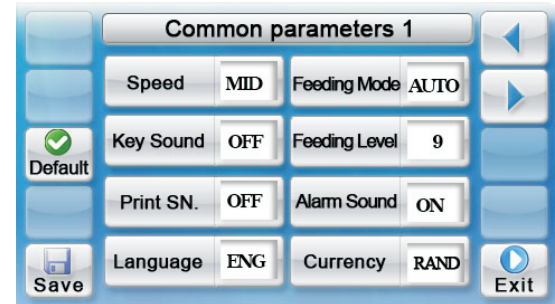 Common parameters 1
Speed MID Feeding Mode AUTO
Key Sound OFF Feeding Level 9
Default
Print SN. OFF Alarm Sound ON
Language ENG Currency RAND
Save Exit